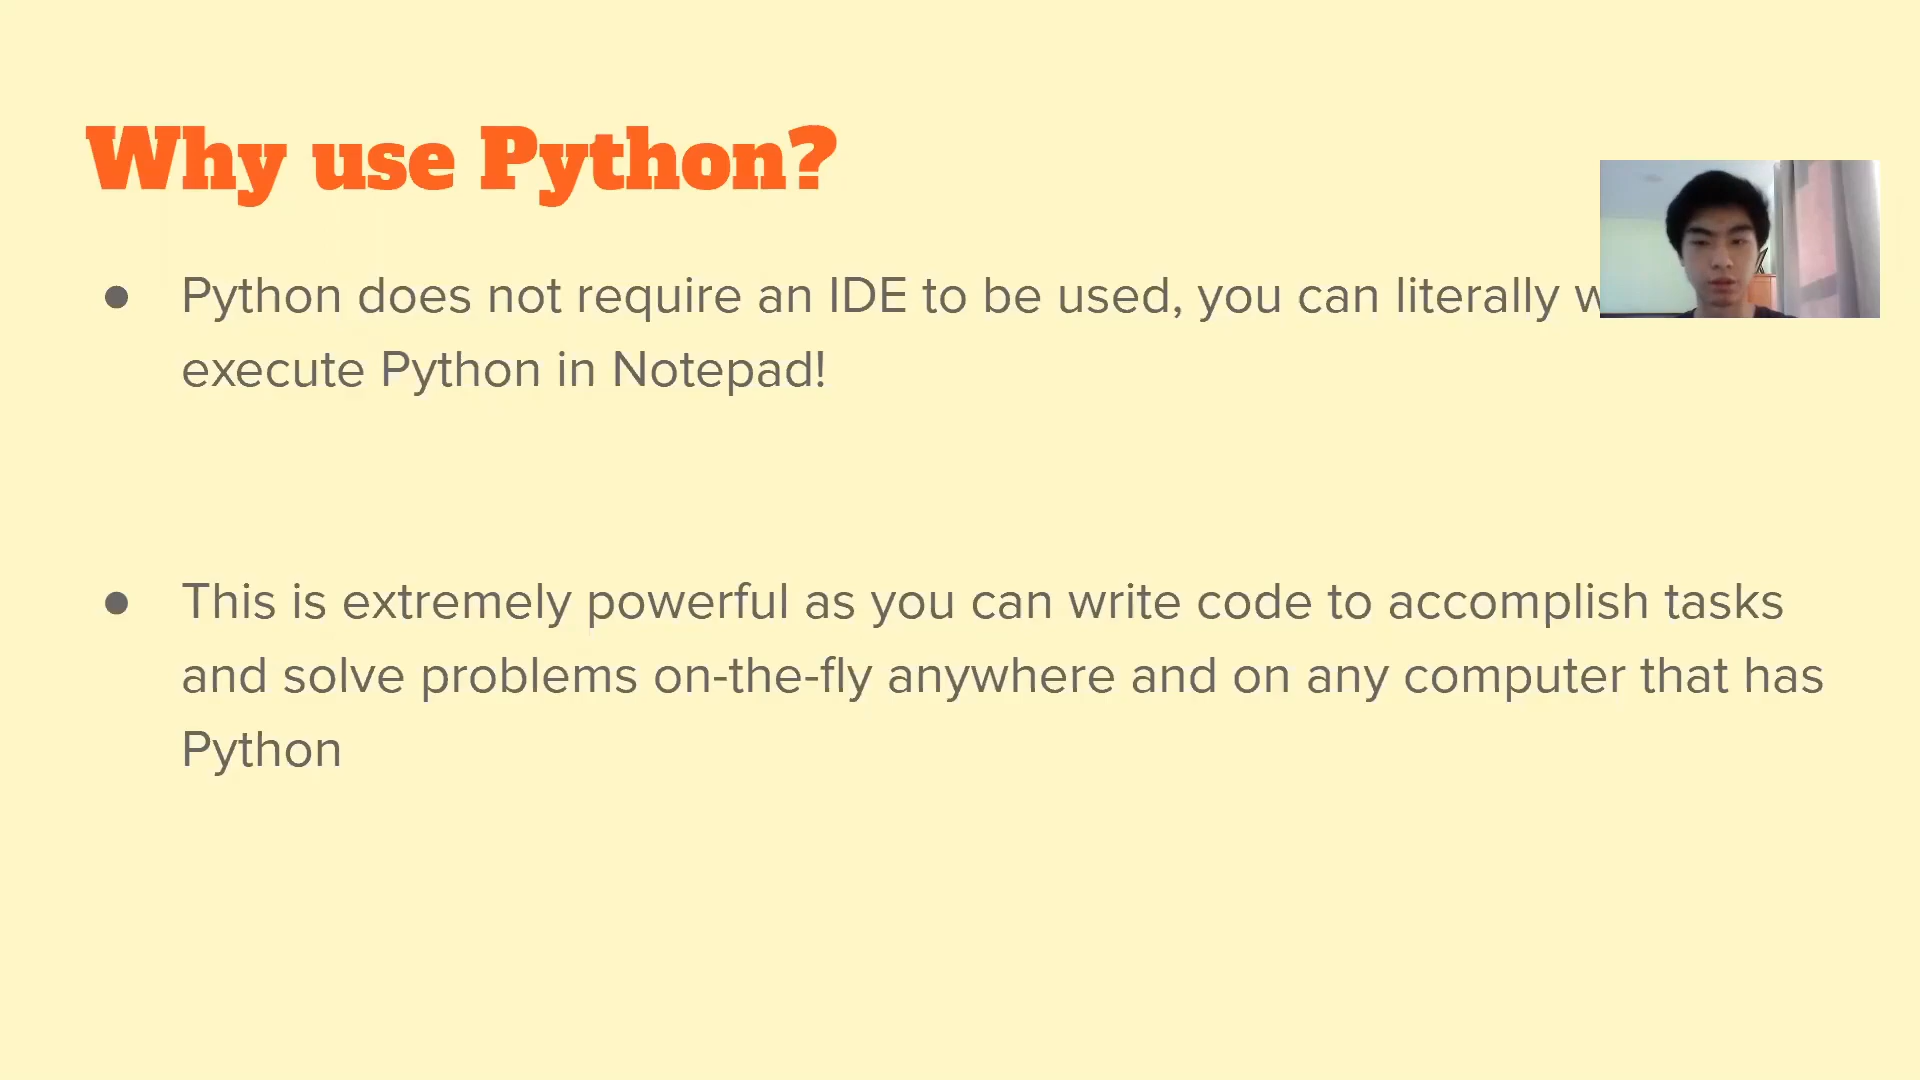 Why use Python?
● Python does not require an IDE to be used, you can literally
execute Python in Notepad!
● This is extremely powerful as you can write code to accomplish tasks
and solve problems on-the-fly anywhere and on any computer that has
Python